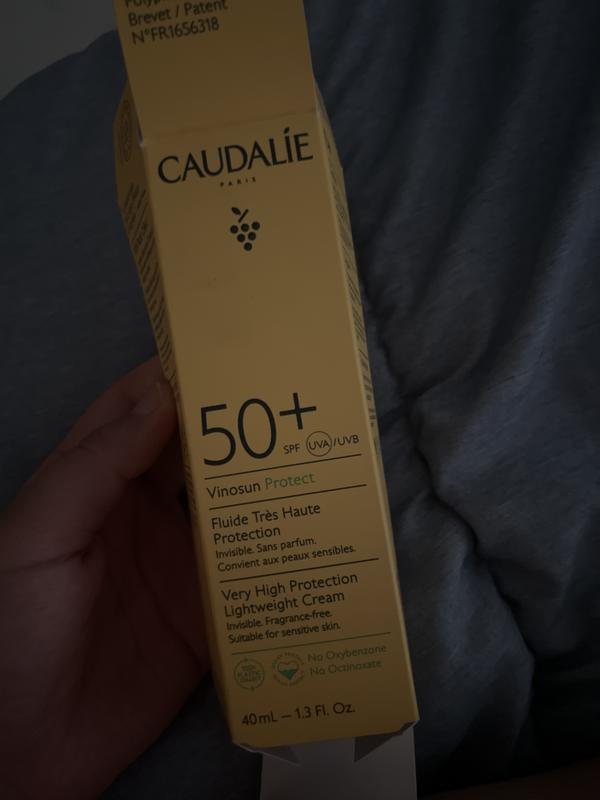 Brevet / Patent
N°FR1656318
CAUDALÍE
PARIS
50+
SPF UVA/UVB
Vinosun Protect
Fluide Très Haute
Protection
Invisible. Sans parfum.
Convient aux peaux sensibles.
Very High Protection
Lightweight Cream
Invisible. Fragrance-free.
Suitable for sensitive skin.
No Oxybenzone
No Octinoxate
40mL – 1.3 Fl. Oz.